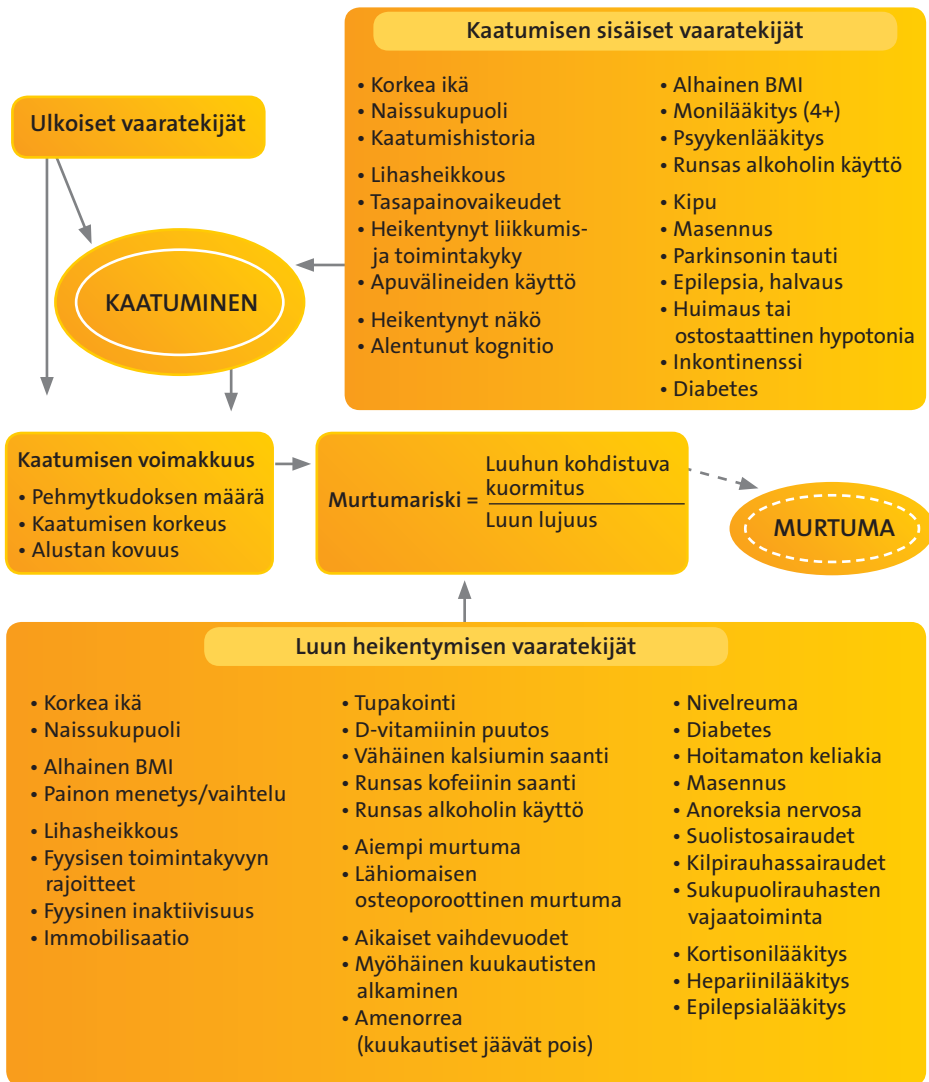 Kaatumisen sisäiset vaaratekijät
• Korkea ikä
• Naissukupuoli
• Kaatumishistoria
• Lihasheikkous
• Tasapainovaikeudet
• Heikentynyt liikkumis-
ja toimintakyky
• Apuvälineiden käyttö
• Heikentynyt näkö
• Alentunut kognitio
• Alhainen BMI
• Monilääkitys (4+)
• Psyykenlääkitys
• Runsas alkoholin käyttö
• Kipu
• Masennus
• Parkinsonin tauti
• Epilepsia, halvaus
• Huimaus tai
ostostaattinen hypotonia
• Inkontinenssi
• Diabetes
Ulkoiset vaaratekijät
KAATUMINEN
Kaatumisen voimakkuus
• Pehmytkudoksen määrä
• Kaatumisen korkeus
• Alustan kovuus
Murtumariski =
Luuhun kohdistuva
kuormitus
Luun lujuus
MURTUMA
Luun heikentymisen vaaratekijät
• Korkea ikä
• Naissukupuoli
• Alhainen BMI
• Painon menetys/vaihtelu
• Lihasheikkous
• Fyysisen toimintakyvyn
rajoitteet
• Fyysinen inaktiivisuus
• Immobilisaatio
• Tupakointi
• D-vitamiinin puutos
• Vähäinen kalsiumin saanti
• Runsas kofeiinin saanti
• Runsas alkoholin käyttö
• Aiempi murtuma
• Lähiomaisen
osteoporoottinen murtuma
• Aikaiset vaihdevuodet
• Myöhäinen kuukautisten
alkaminen
• Amenorrea
(kuukautiset jäävät pois)
• Nivelreuma
• Diabetes
• Hoitamaton keliakia
• Masennus
• Anoreksia nervosa
• Suolistosairaudet
• Kilpirauhassairaudet
• Sukupuolirauhasten
vajaatoiminta
• Kortisonilääkitys
• Hepariinilääkitys
• Epilepsialääkitys